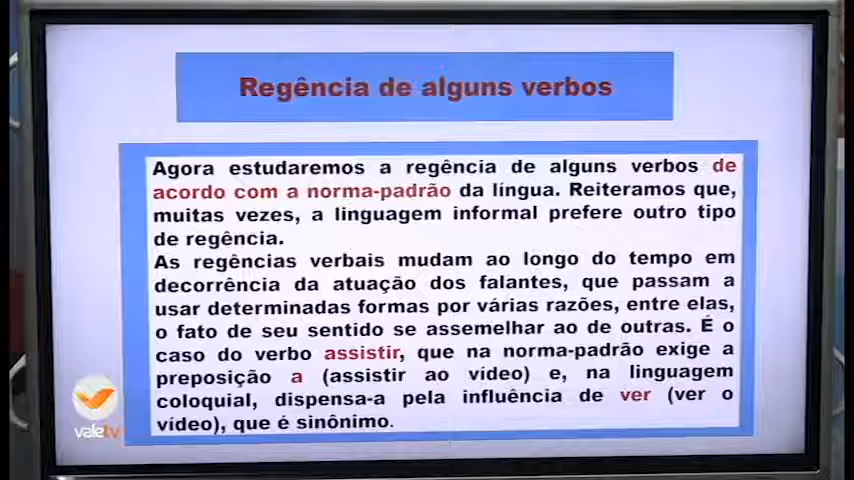 Regência de alguns verbos
Agora estudaremos a regência de alguns verbos de
acordo com a norma-padrão da língua. Reiteramos que,
muitas vezes, a linguagem informal prefere outro tipo
de regência.
As regências verbais mudam ao longo do tempo em
decorrência da atuação dos falantes, que passam a
usar determinadas formas por várias razões, entre elas,
o fato de seu sentido se assemelhar ao de outras. É o
caso do verbo assistir, que na norma-padrão exige a
preposição a (assistir ao vídeo) e, na linguagem
coloquial, dispensa-a pela influência de ver (ver o
vídeo), que é sinônimo.
valetv